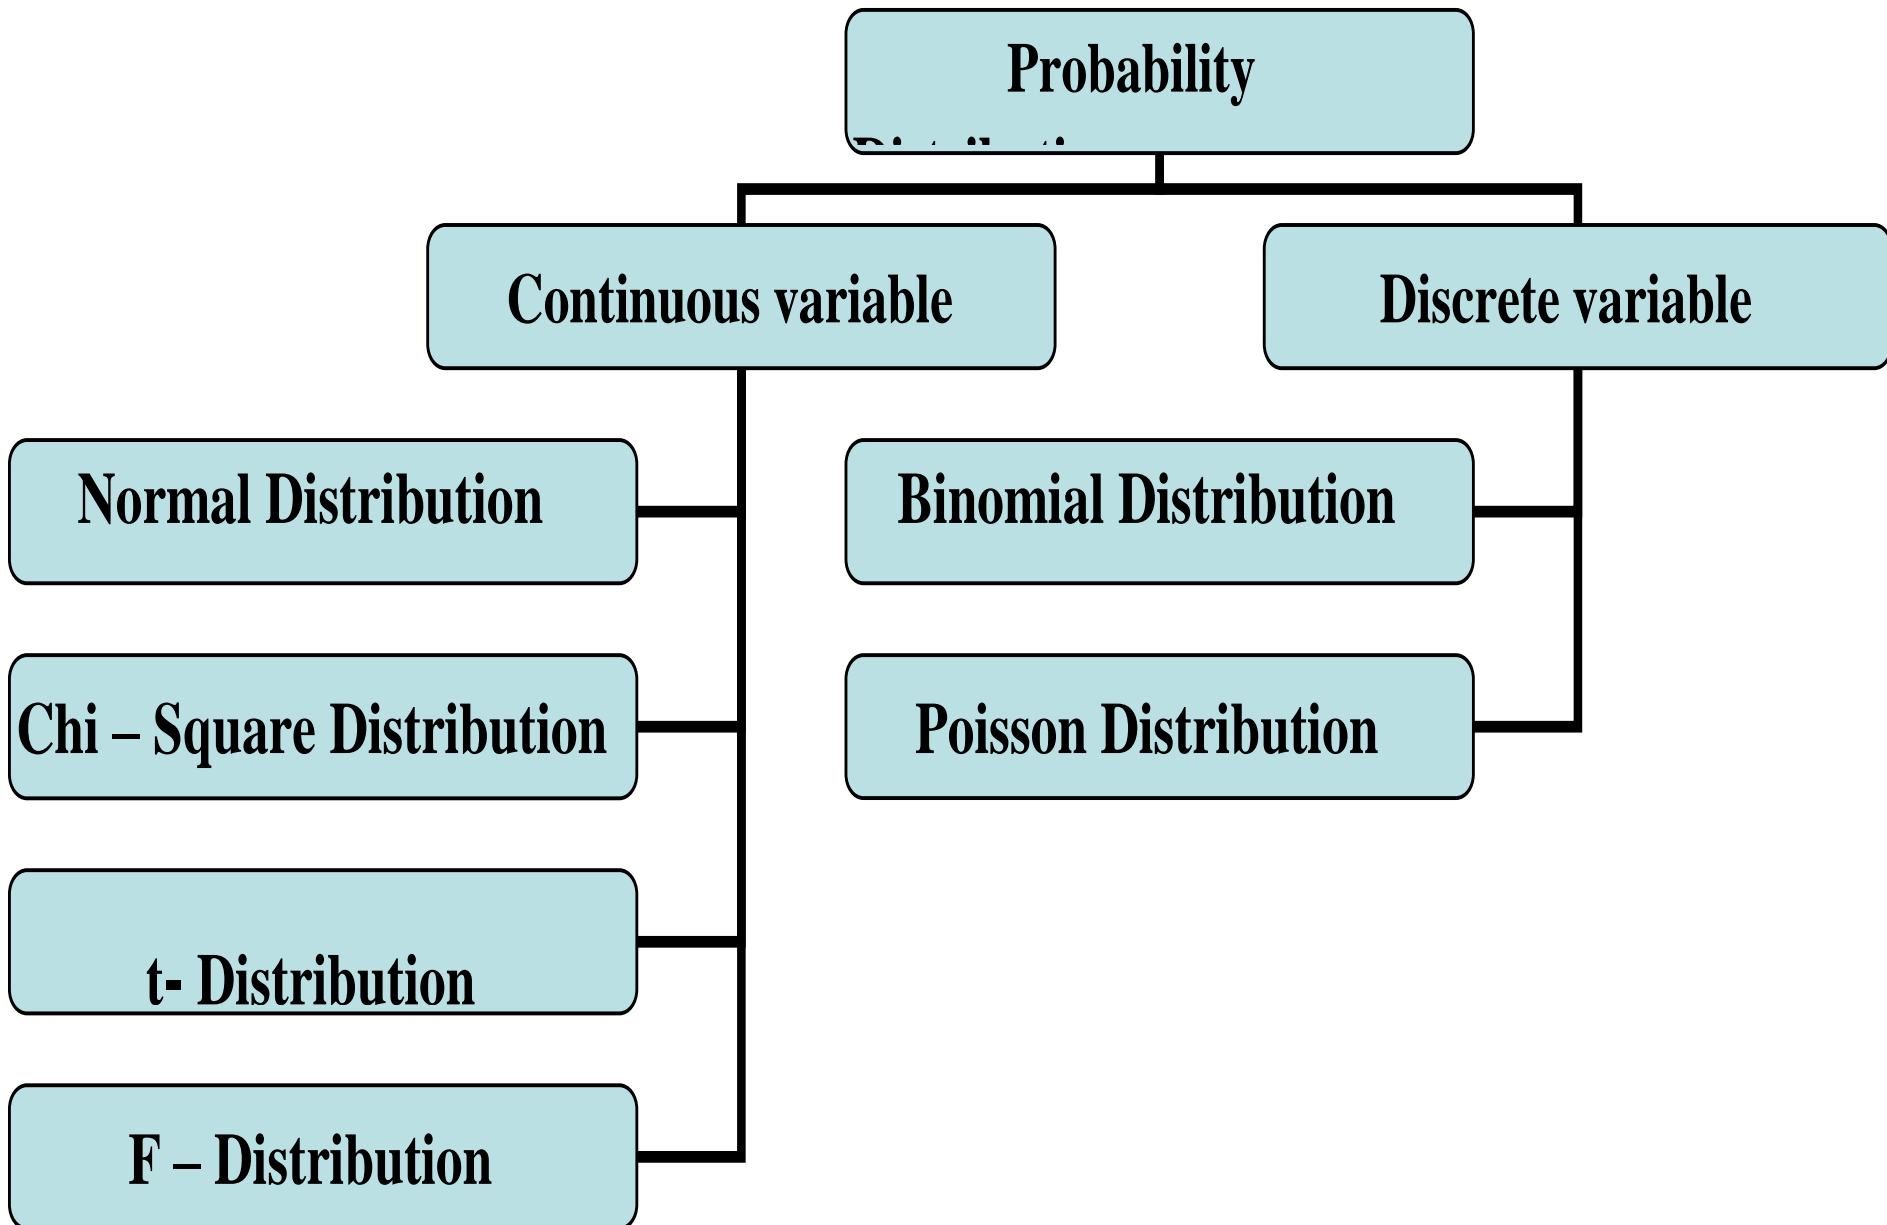 Probability
Continuous variable
Discrete variable
Normal Distribution
Binomial Distribution
Chi – Square Distribution
Poisson Distribution
t- Distribution
F – Distribution